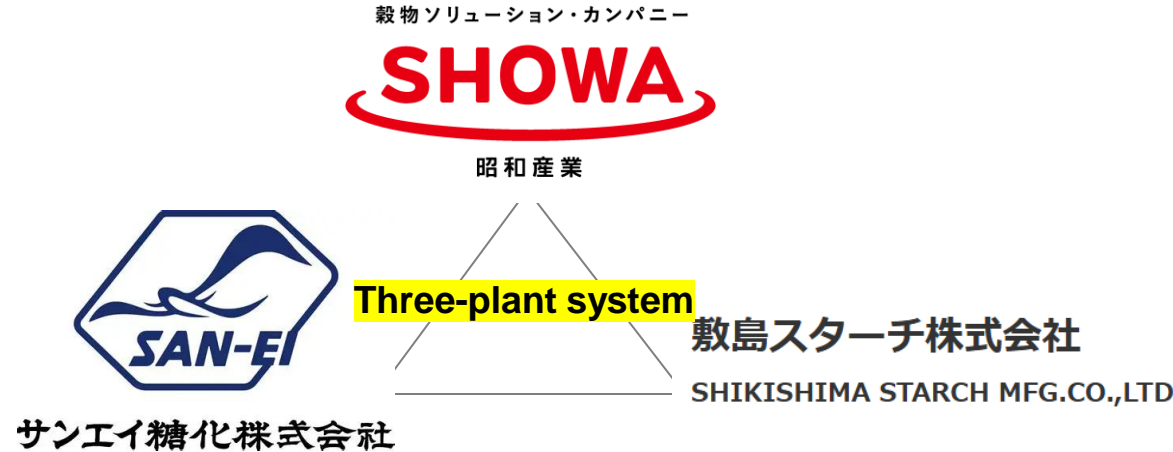 穀物ソリューション・カンパニー
SHOWA
昭和産業
SAN-EI
サンエイ糖化株式会社
Three-plant system
敷島スターチ株式会社
SHIKISHIMA STARCH MFG.CO.,LTD